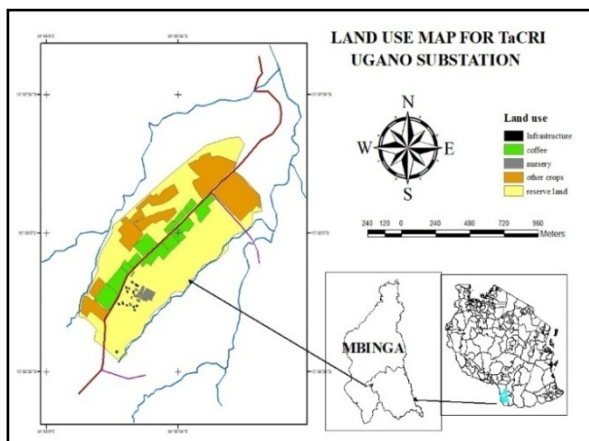 LAND USE MAP FOR TaCRI
UGANO SUBSTATION
N
W E
S
Land use
Infrastructure
coffee
nursery
other crops
reserve land
240 120 0 240 480 720 960
Meters
MBINGA